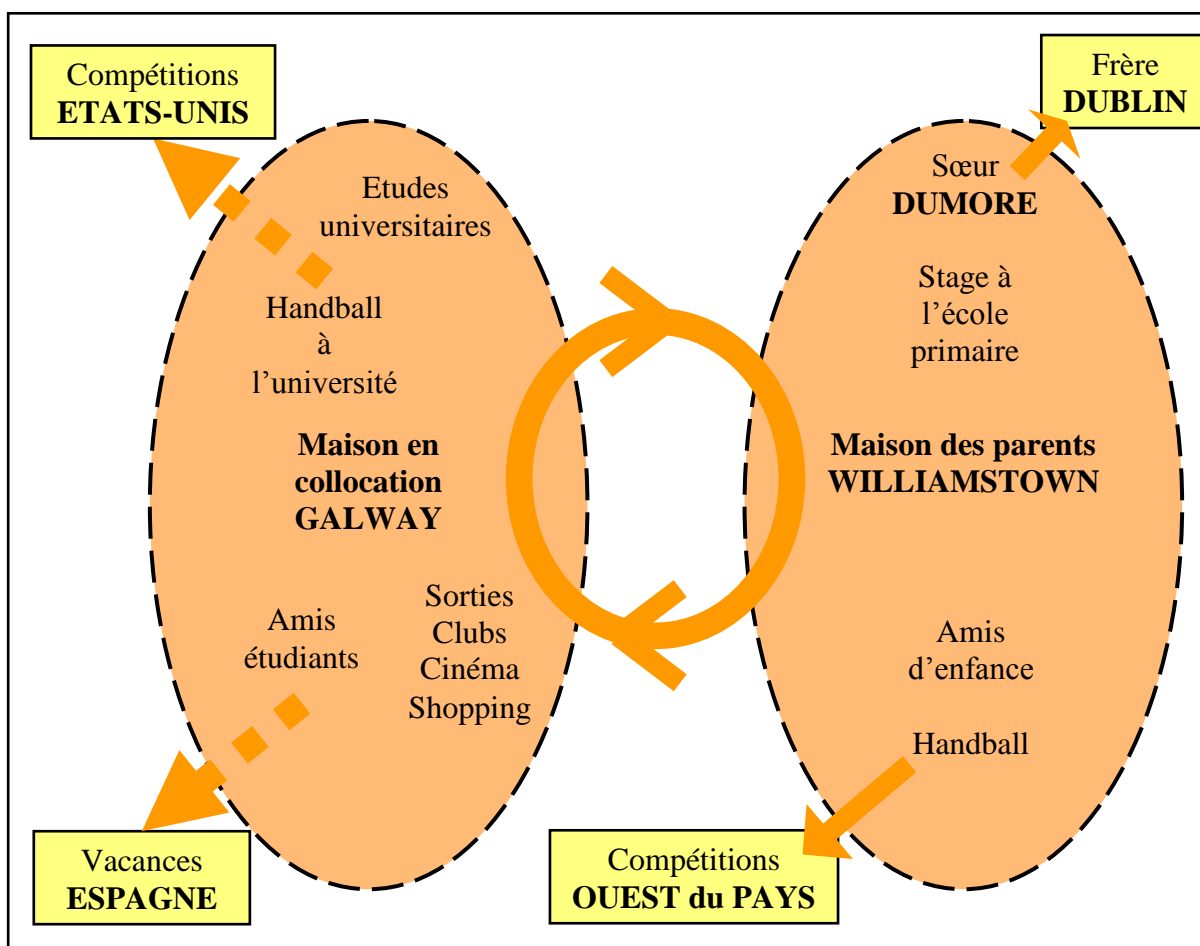 Compétitions
ETATS-UNIS
Frère
DUBLIN
Etudes
universitaires
Handball
à
l’université
Maison en
collocation
GALWAY
Amis
étudiants
Sorties
Clubs
Cinéma
Shopping
Vacances
ESPAGNE
Sœur
DUMORE
Stage à
l’école
primaire
Maison des parents
WILLIAMSTOWN
Amis
d’enfance
Handball
Compétitions
OUEST du PAYS